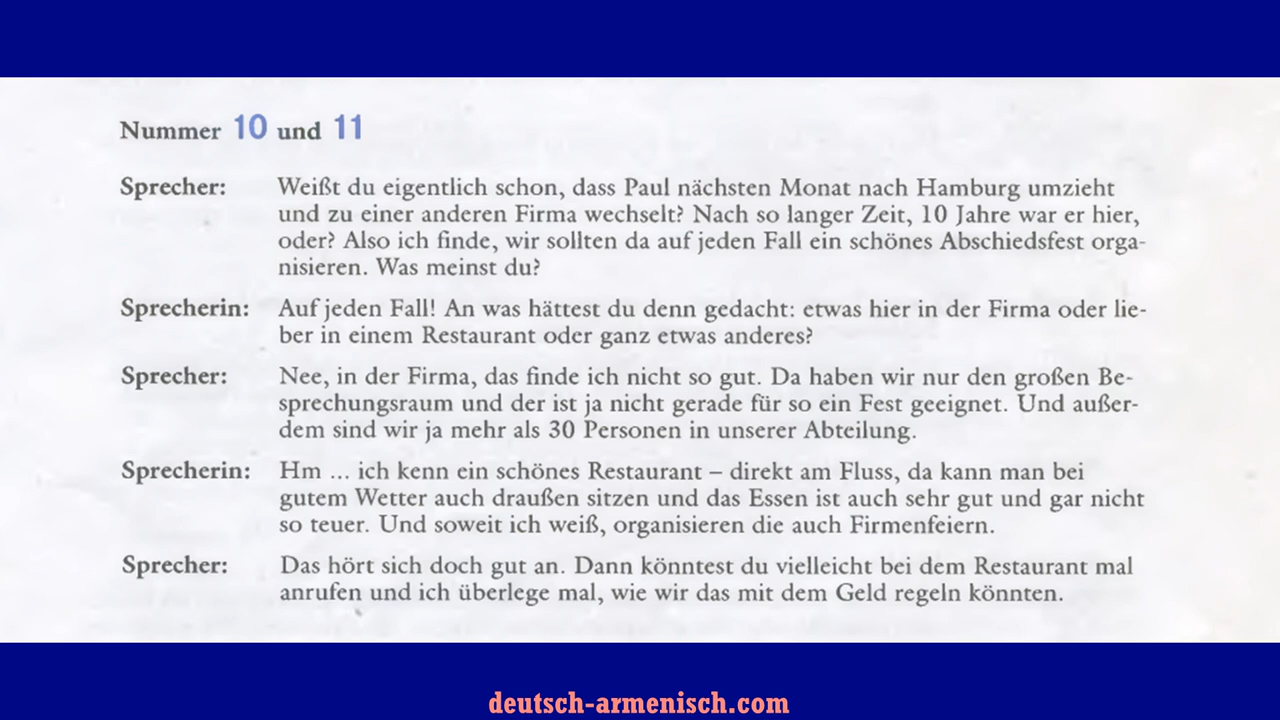 Nummer 10 und 11
Sprecher: Weißt du eigentlich schon, dass Paul nächsten Monat nach Hamburg umzieht
und zu einer anderen Firma wechselt? Nach so langer Zeit, 10 Jahre war er hier,
oder? Also ich finde, wir sollten da auf jeden Fall ein schönes Abschiedsfest orga-
nisieren. Was meinst du?
Sprecherin: Auf jeden Fall! An was hättest du denn gedacht: etwas hier in der Firma oder lie-
ber in einem Restaurant oder ganz etwas anderes?
Sprecher: Nee, in der Firma, das finde ich nicht so gut. Da haben wir nur den großen Be-
sprechungsraum und der ist ja nicht gerade für so ein Fest geeignet. Und außer-
dem sind wir ja mehr als 30 Personen in unserer Abteilung.
Sprecherin: Hm ... ich kenn ein schönes Restaurant – direkt am Fluss, da kann man bei
gutem Wetter auch draußen sitzen und das Essen ist auch sehr gut und gar nicht
so teuer. Und soweit ich weiß, organisieren die auch Firmenfeiern.
Sprecher: Das hört sich doch gut an. Dann könntest du vielleicht bei dem Restaurant mal
anrufen und ich überlege mal, wie wir das mit dem Geld regeln könnten.
deutsch-armenisch.com